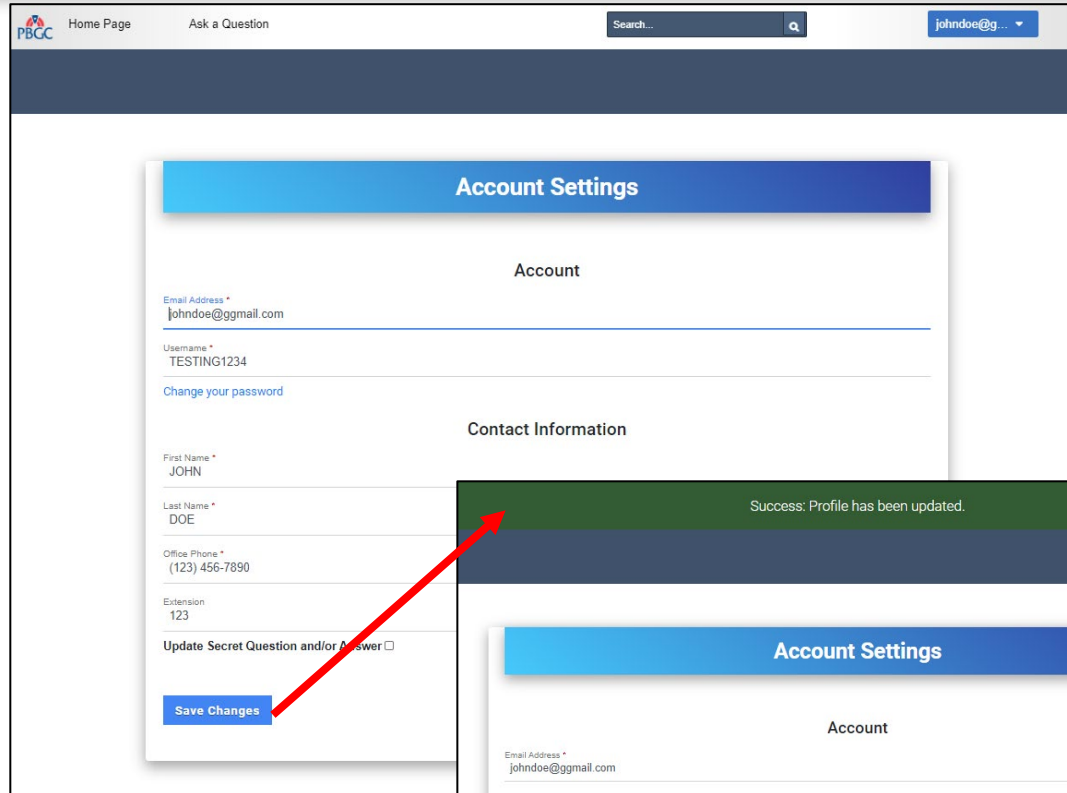 PBGC Home Page Ask a Question Search... johndoe@g...
Account Settings
Account
Email Address *
johndoe@ggmail.com
Username *
TESTING1234
Change your password
Contact Information
First Name *
JOHN
Last Name *
DOE
Office Phone *
(123) 456-7890
Extension
123
Update Secret Question and/or Answer
Save Changes
Success: Profile has been updated.
Account Settings
Account
Email Address *
johndoe@ggmail.com